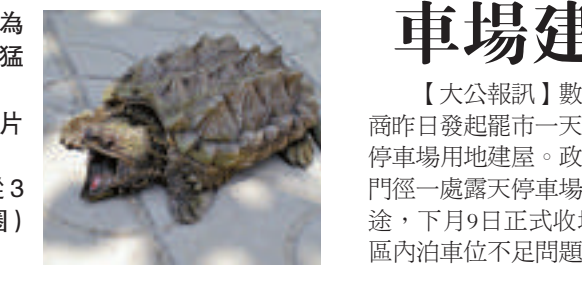 為
猛
片
從3
圈）
車場建
【大公報訊】數
商昨日發起罷市一天
停車場用地建屋。政
門徑一處露天停車場
途，下月9日正式收
區內泊車位不足問題